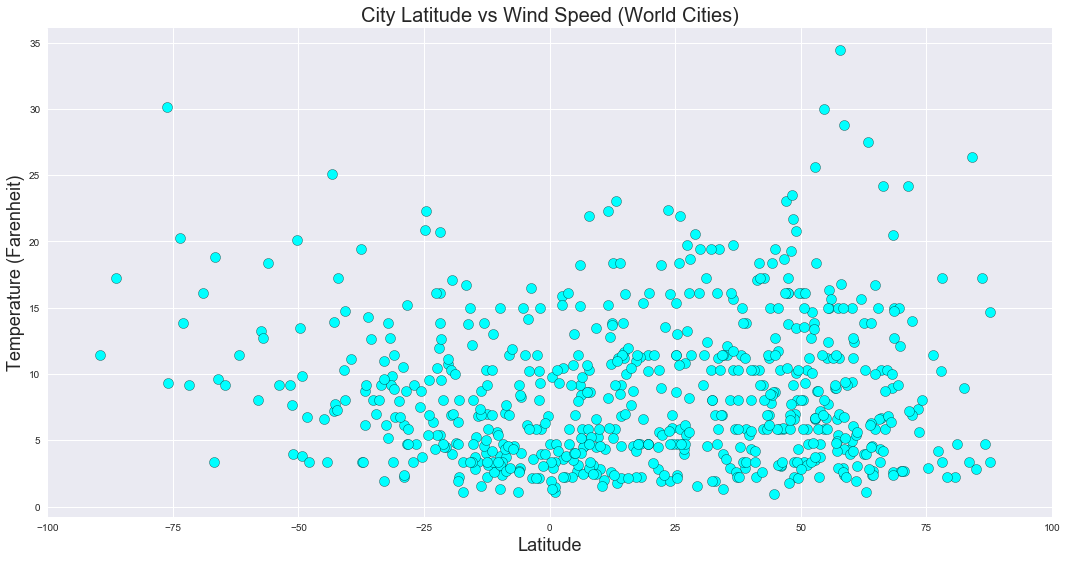 City Latitude vs Wind Speed (World Cities)
35
30
25
20
15
10
5
0
Temperature (Farenheit)
−100 −75 −50 −25 0 25 50 75 100
Latitude